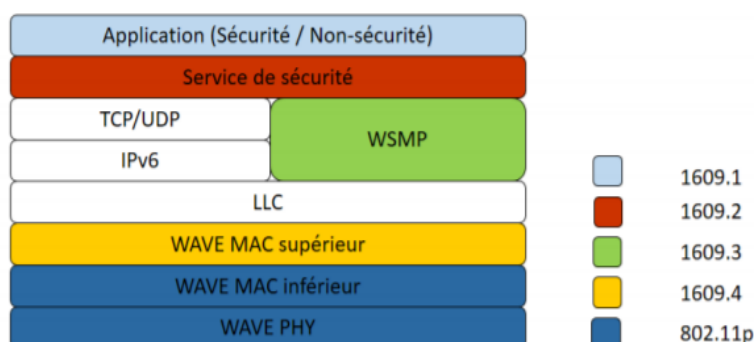 Application (Sécurité / Non-sécurité)
Service de sécurité
TCP/UDP
WSMP
IPv6
LLC
WAVE MAC supérieur
WAVE MAC inférieur
WAVE PHY
1609.1
1609.2
1609.3
1609.4
802.11p